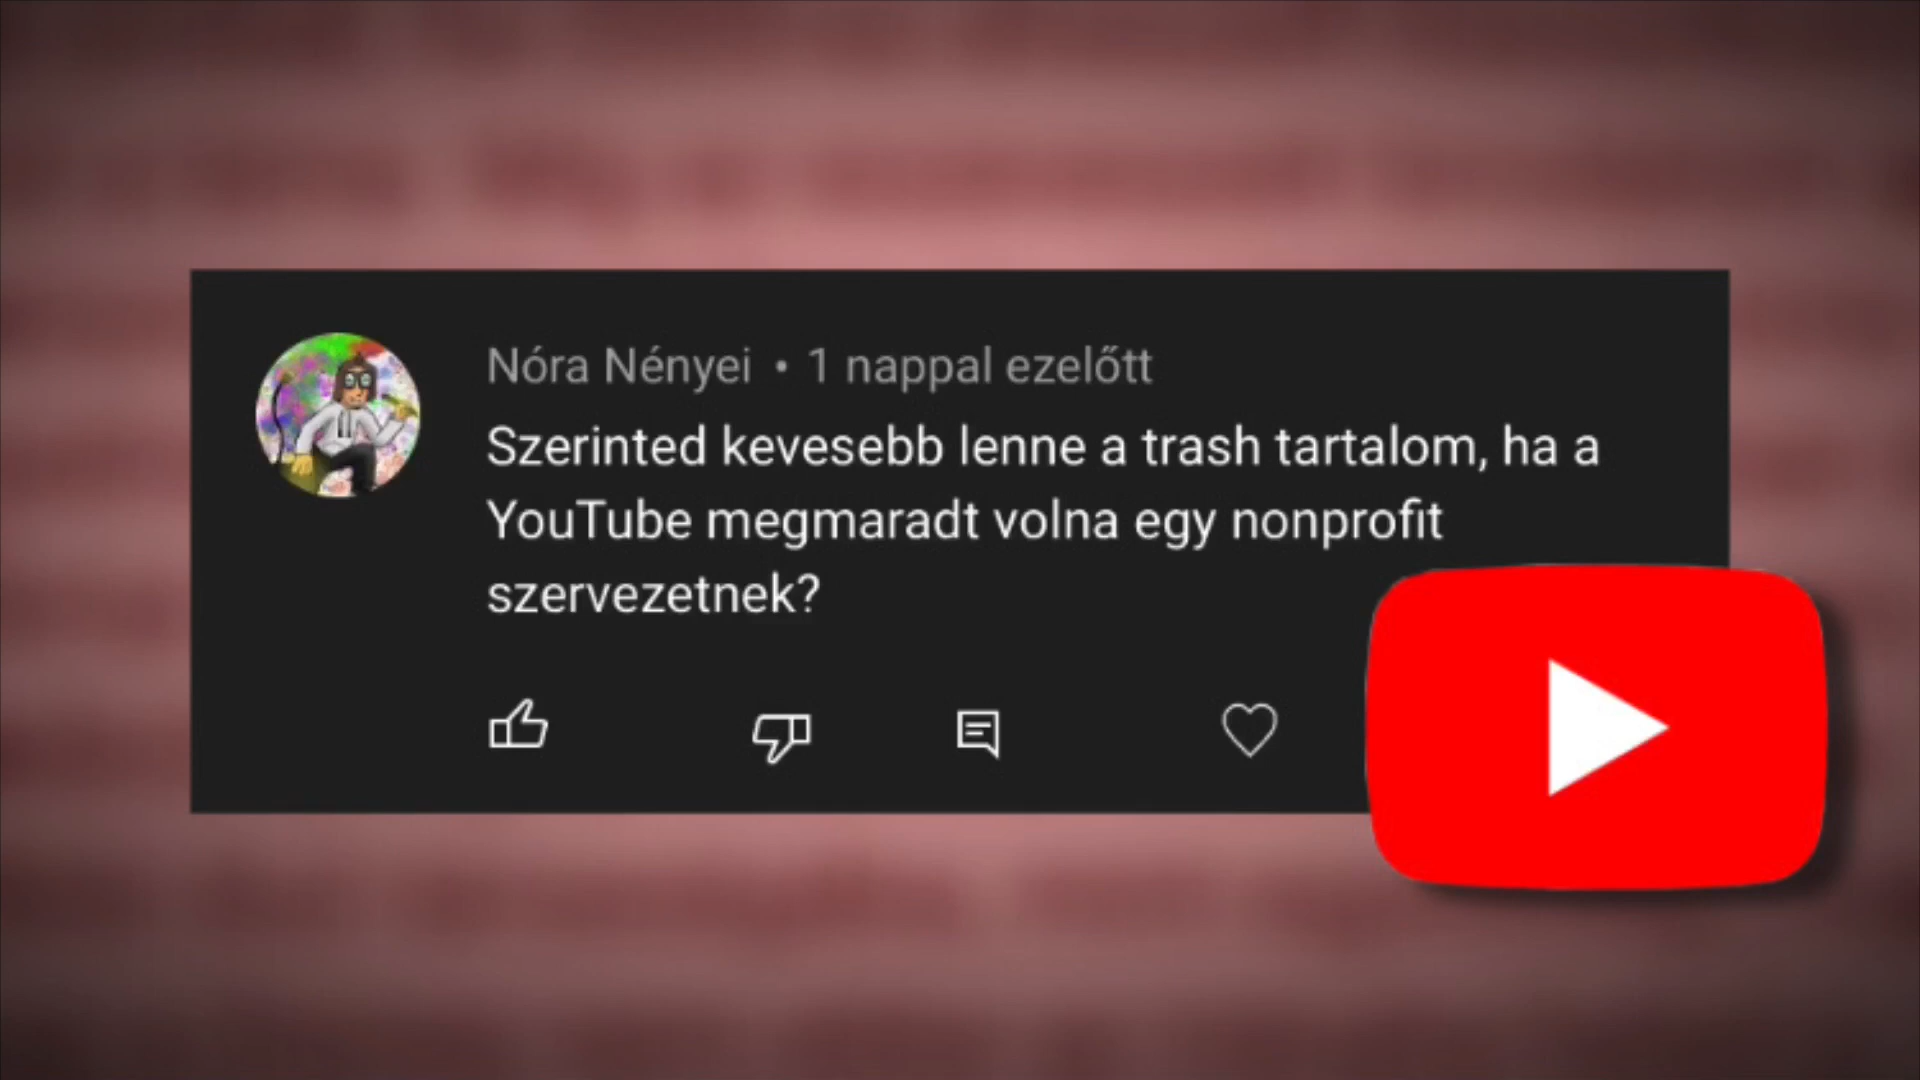 Nóra Nényei • 1 nappal ezelőtt
Szerinted kevesebb lenne a trash tartalom, ha a
YouTube megmaradt volna egy nonprofit
szervezetnek?